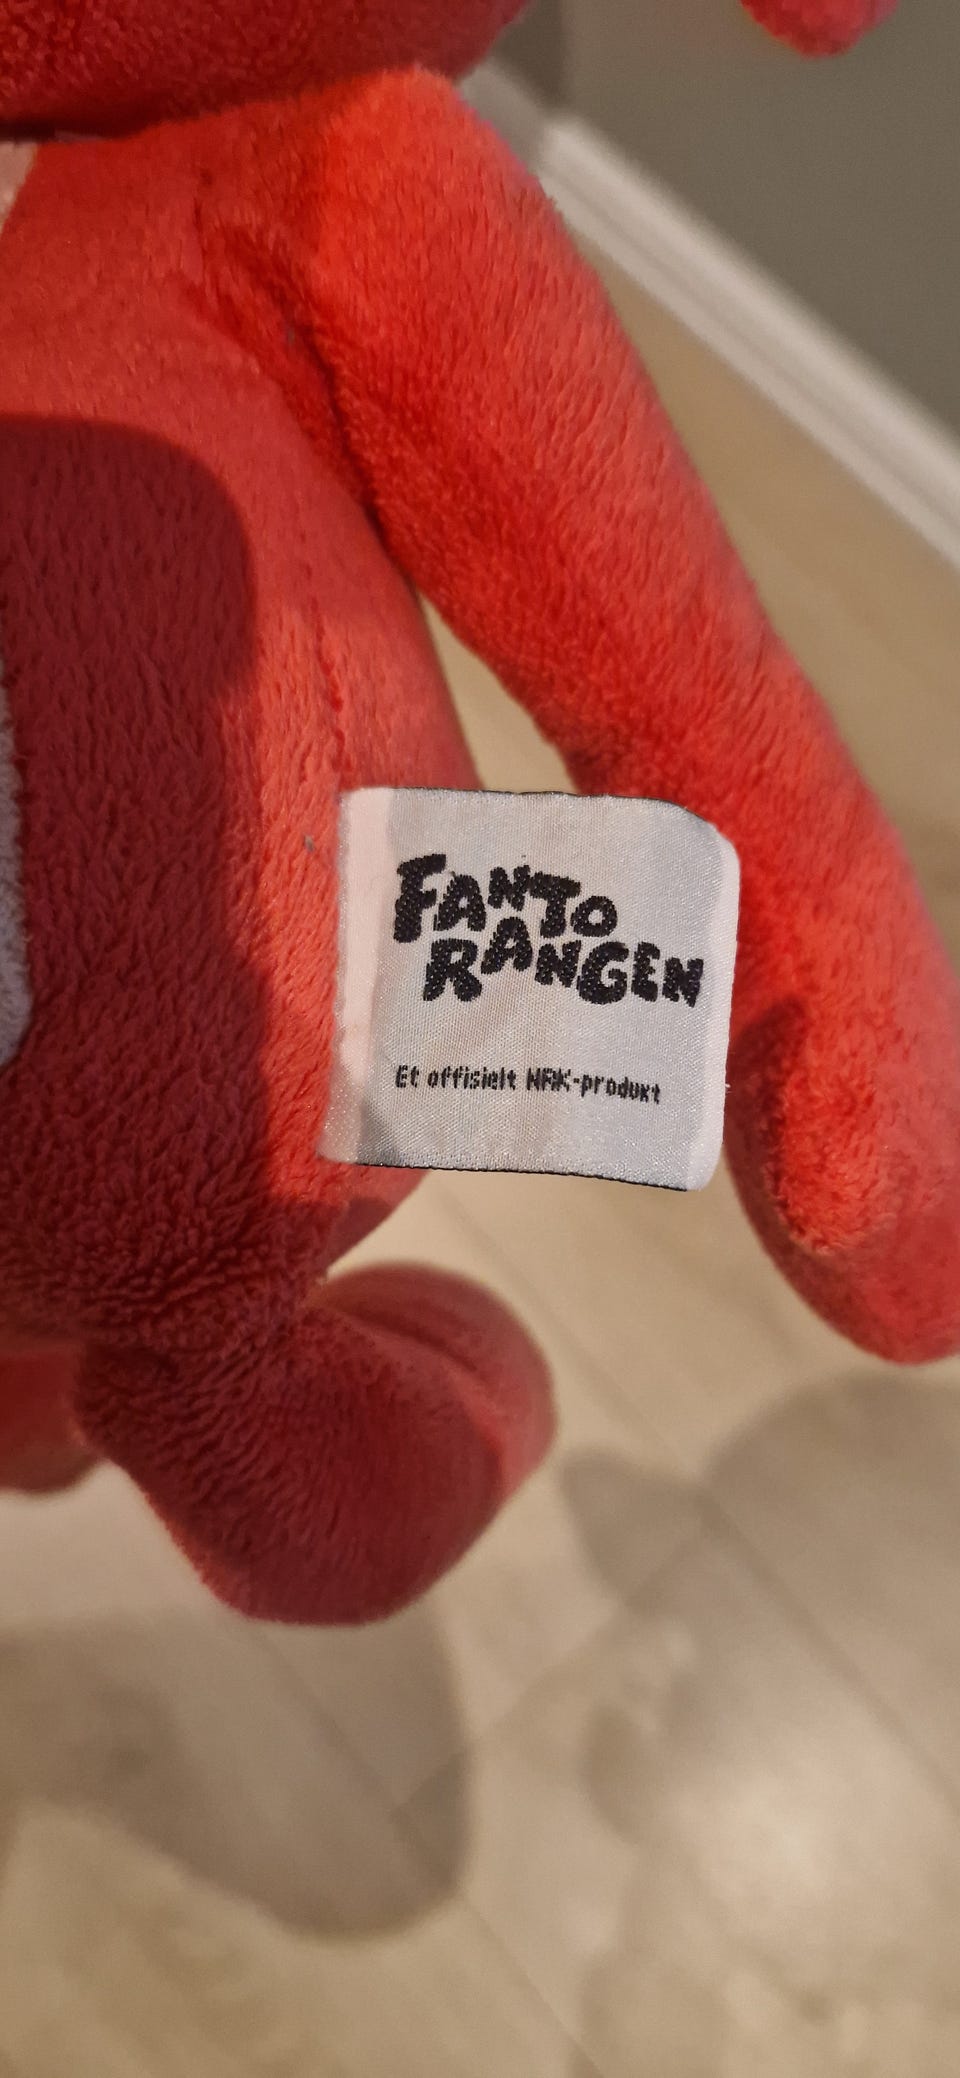 FANTO
RANGEN
Et offisielt NRK-produkt